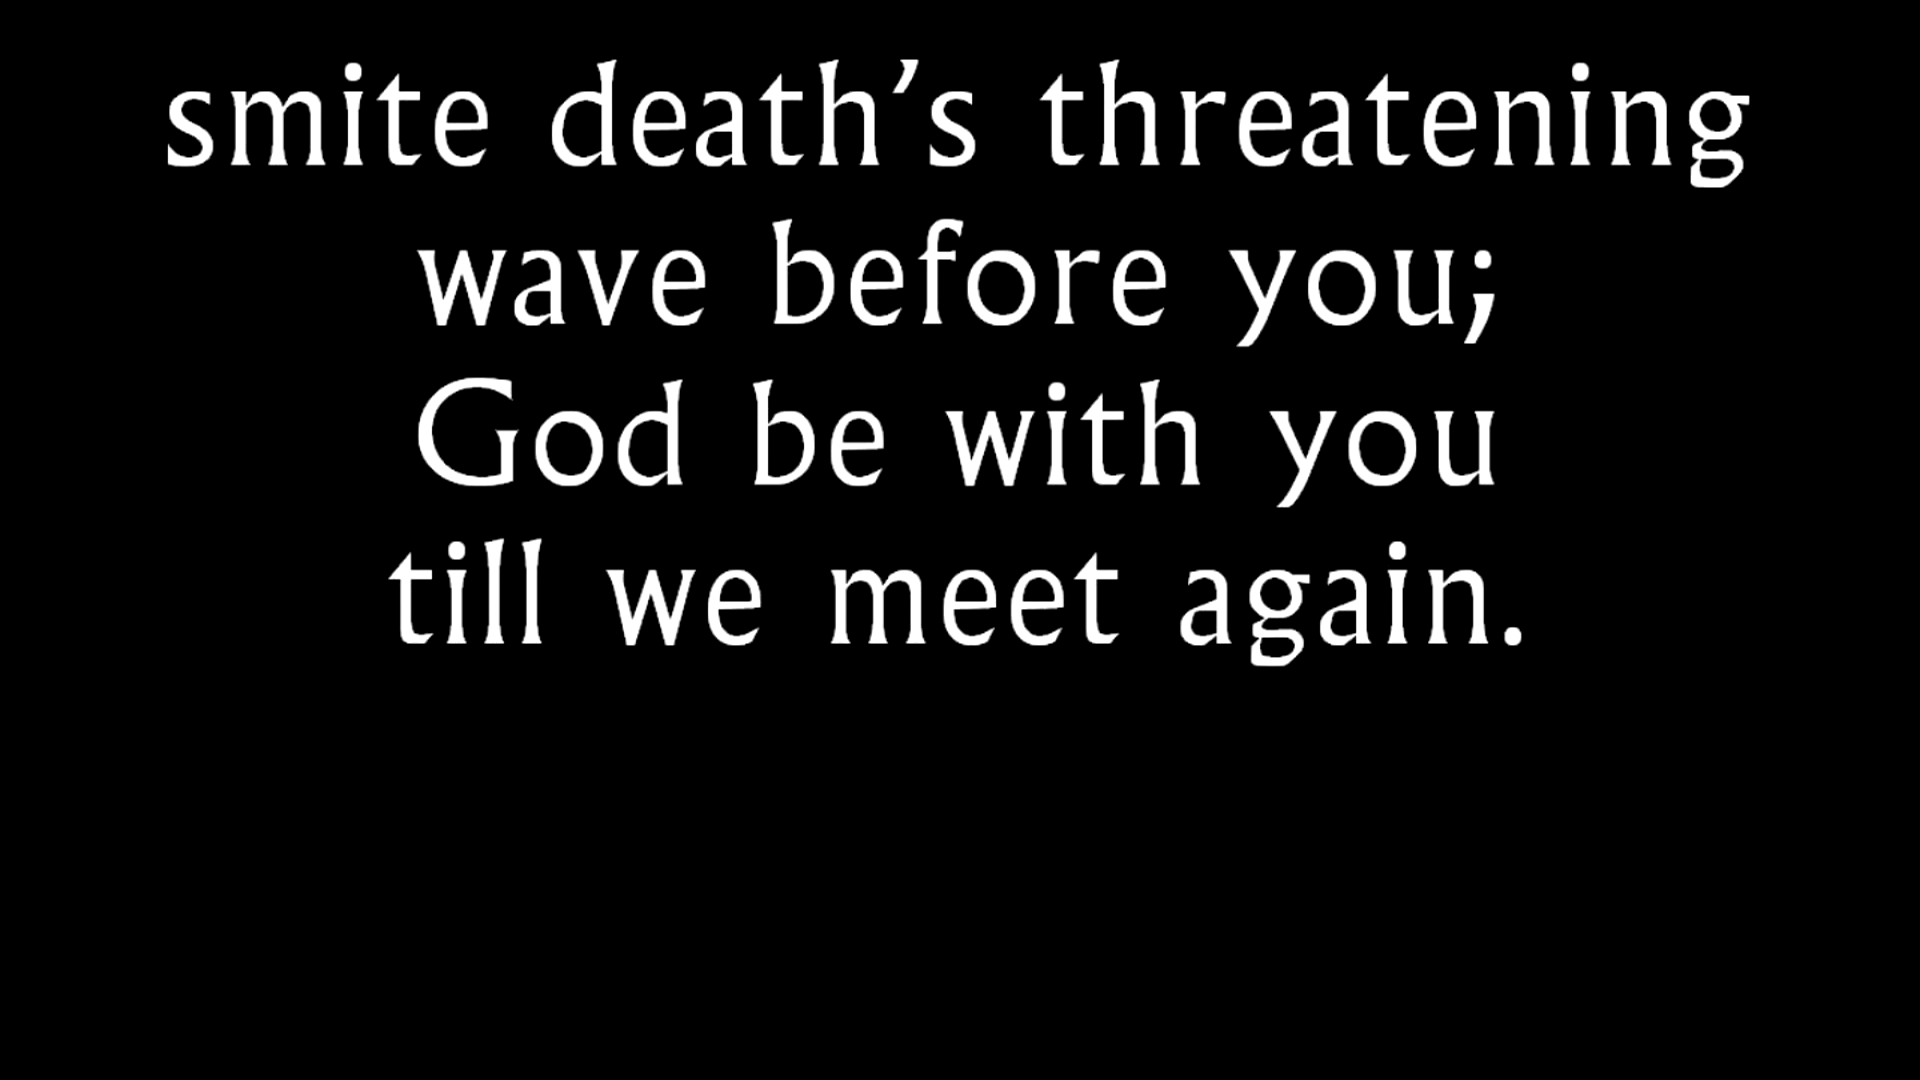 smite death’s threatening
wave before you;
God be with you
till we meet again.